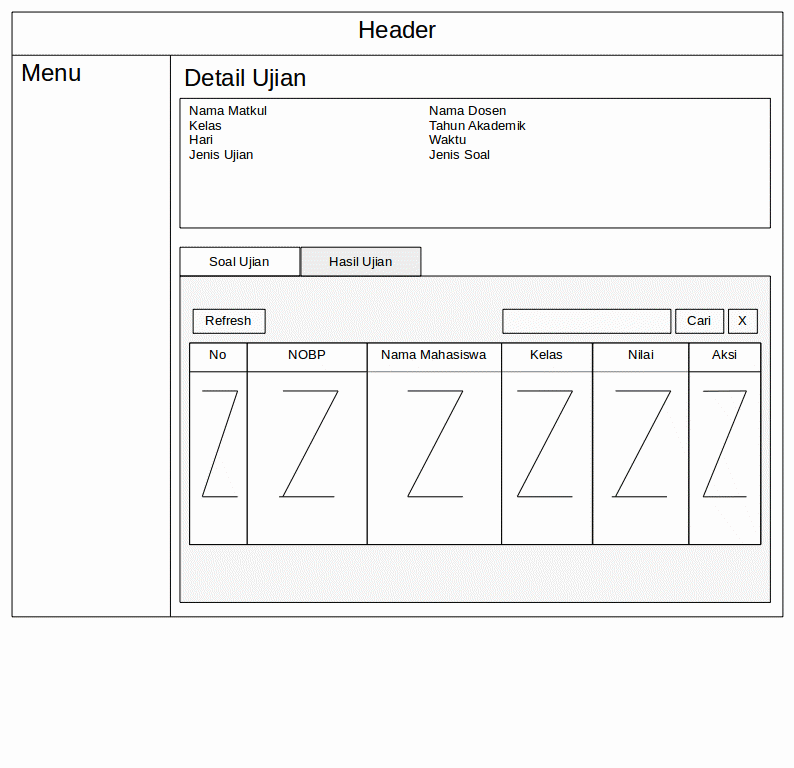 Header
Menu
Detail Ujian
Nama Matkul
Kelas
Hari
Jenis Ujian
Nama Dosen
Tahun Akademik
Waktu
Jenis Soal
Soal Ujian
Hasil Ujian
Refresh
Cari
X
No
NOBP
Nama Mahasiswa
Kelas
Nilai
Aksi